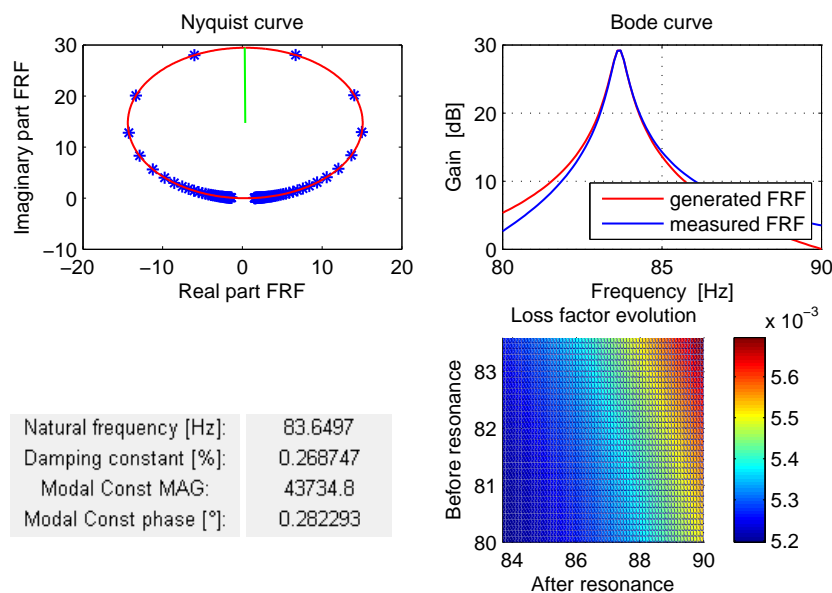 Nyquist curve
30
20
10
0
−10
−20
−10
0
10
20
Imaginary part FRF
Real part FRF
Bode curve
30
20
10
0
80
85
90
Gain [dB]
Frequency [Hz]
generated FRF
measured FRF
Natural frequency [Hz]: 83.6497
Damping constant [%]: 0.268747
Modal Const MAG: 43734.8
Modal Const phase [°]: 0.282293
Loss factor evolution
83
82
81
80
84
86
88
90
Before resonance
After resonance
x 10⁻³
5.6
5.4
5.3
5.2